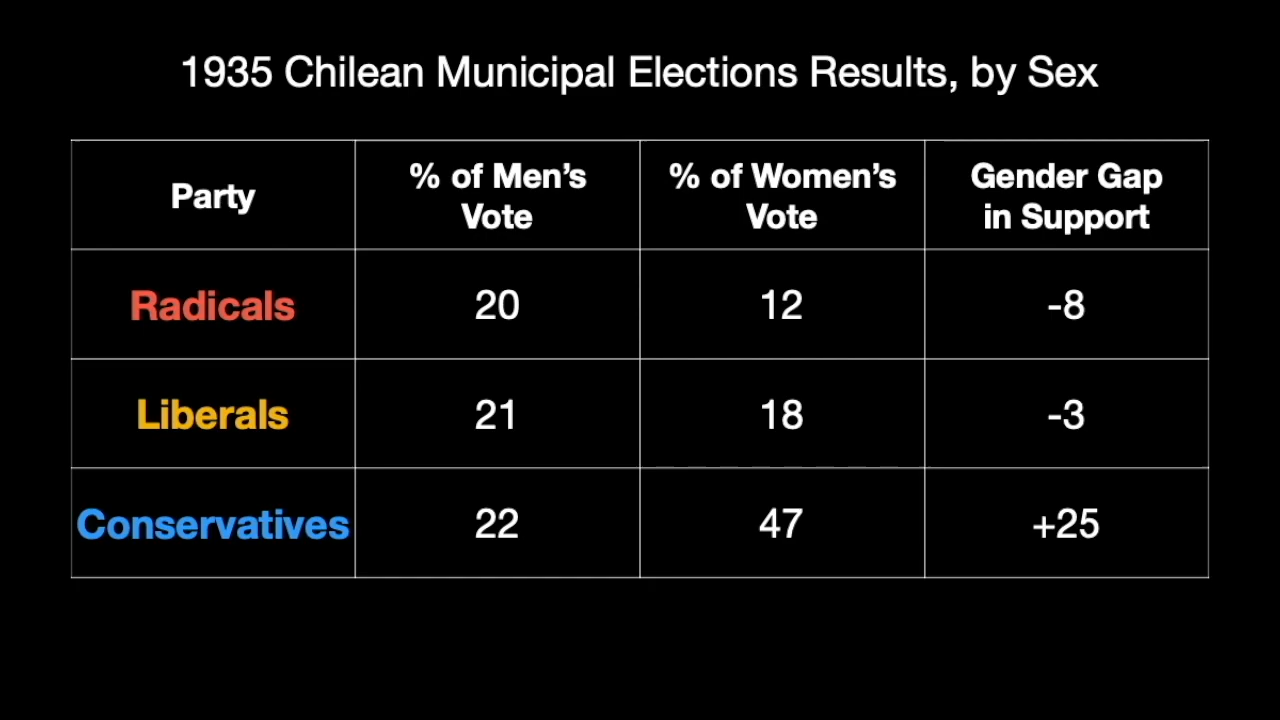 1935 Chilean Municipal Elections Results, by Sex
Party
% of Men's
Vote
% of Women's
Vote
Gender Gap
in Support
Radicals
20
12
-8
Liberals
21
18
-3
Conservatives
22
47
+25